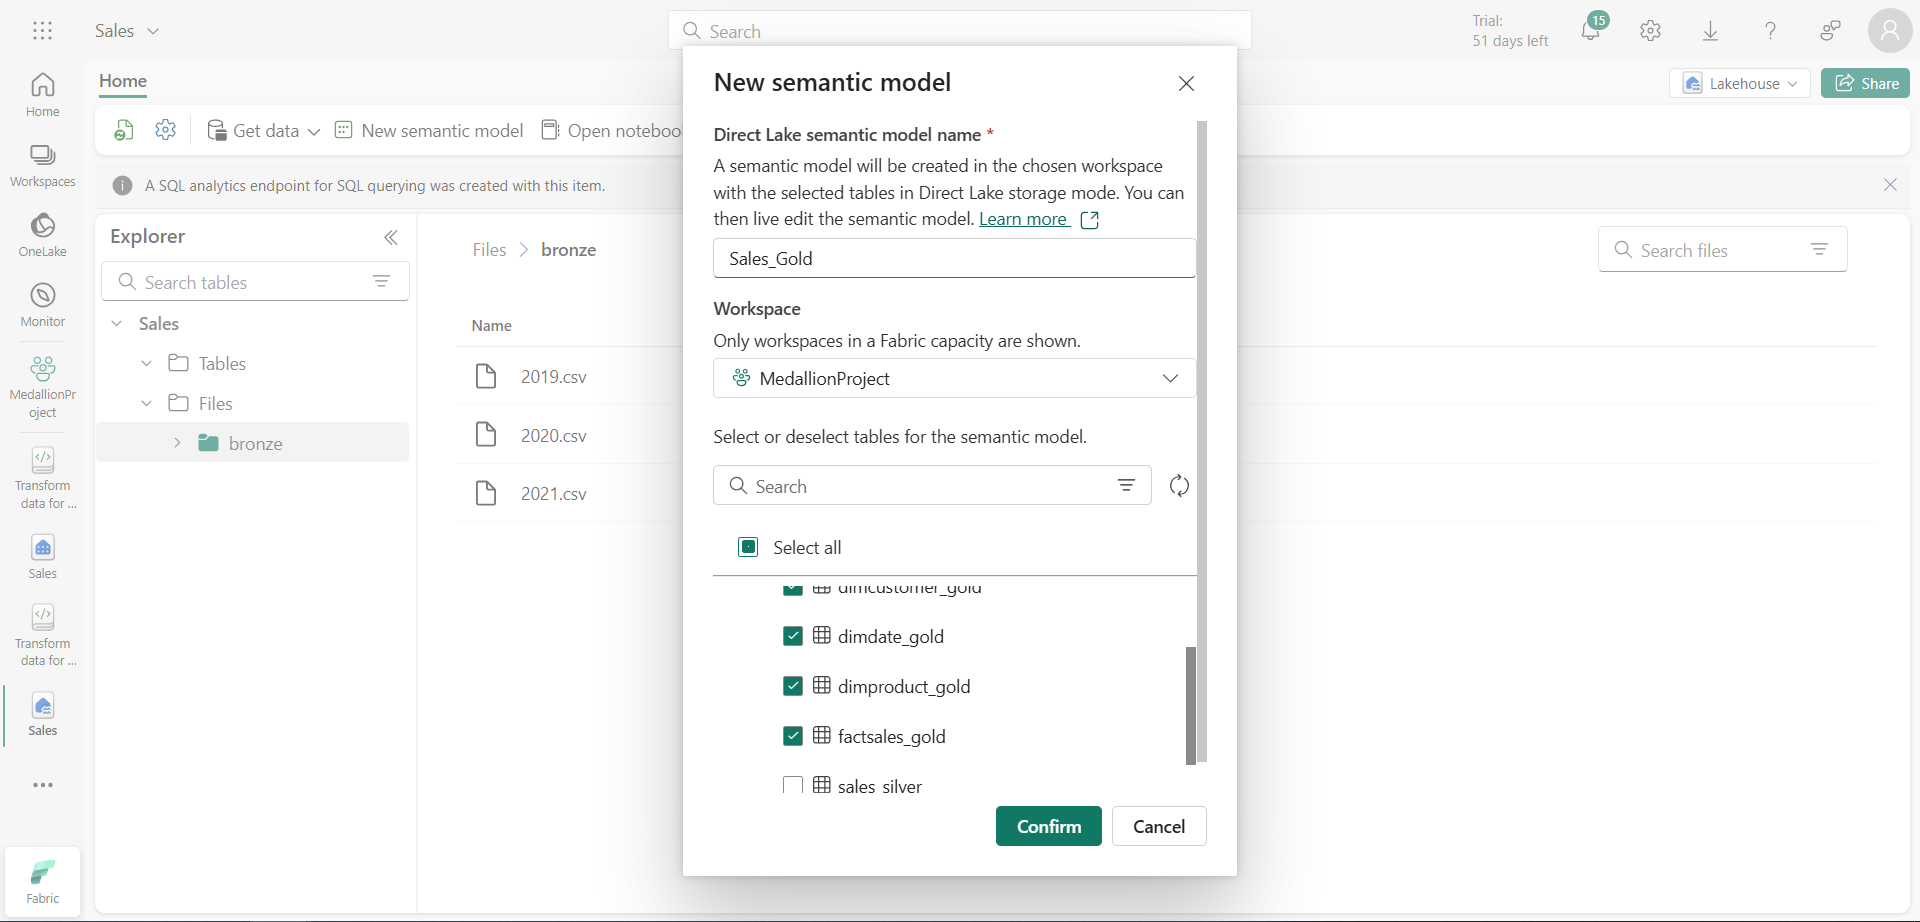 Sales
Search
Trial:
51 days left
15
Home
Workspaces
OneLake
Monitor
MedallionPr
oject
Transform
data for ...
Sales
Transform
data for ...
Sales
Fabric
Home
Lakehouse
Share
Get data
New semantic model
Open noteboo
A SQL analytics endpoint for SQL querying was created with this item.
Explorer
Search tables
Sales
Tables
Files
bronze
Files > bronze
Search files
Name
2019.csv
2020.csv
2021.csv
New semantic model
Direct Lake semantic model name *
A semantic model will be created in the chosen workspace
with the selected tables in Direct Lake storage mode. You can
then live edit the semantic model. Learn more
Sales_Gold
Workspace
Only workspaces in a Fabric capacity are shown.
MedallionProject
Select or deselect tables for the semantic model.
Search
Select all
dimcustomer_gold
dimdate_gold
dimproduct_gold
factsales_gold
sales_silver
Confirm
Cancel